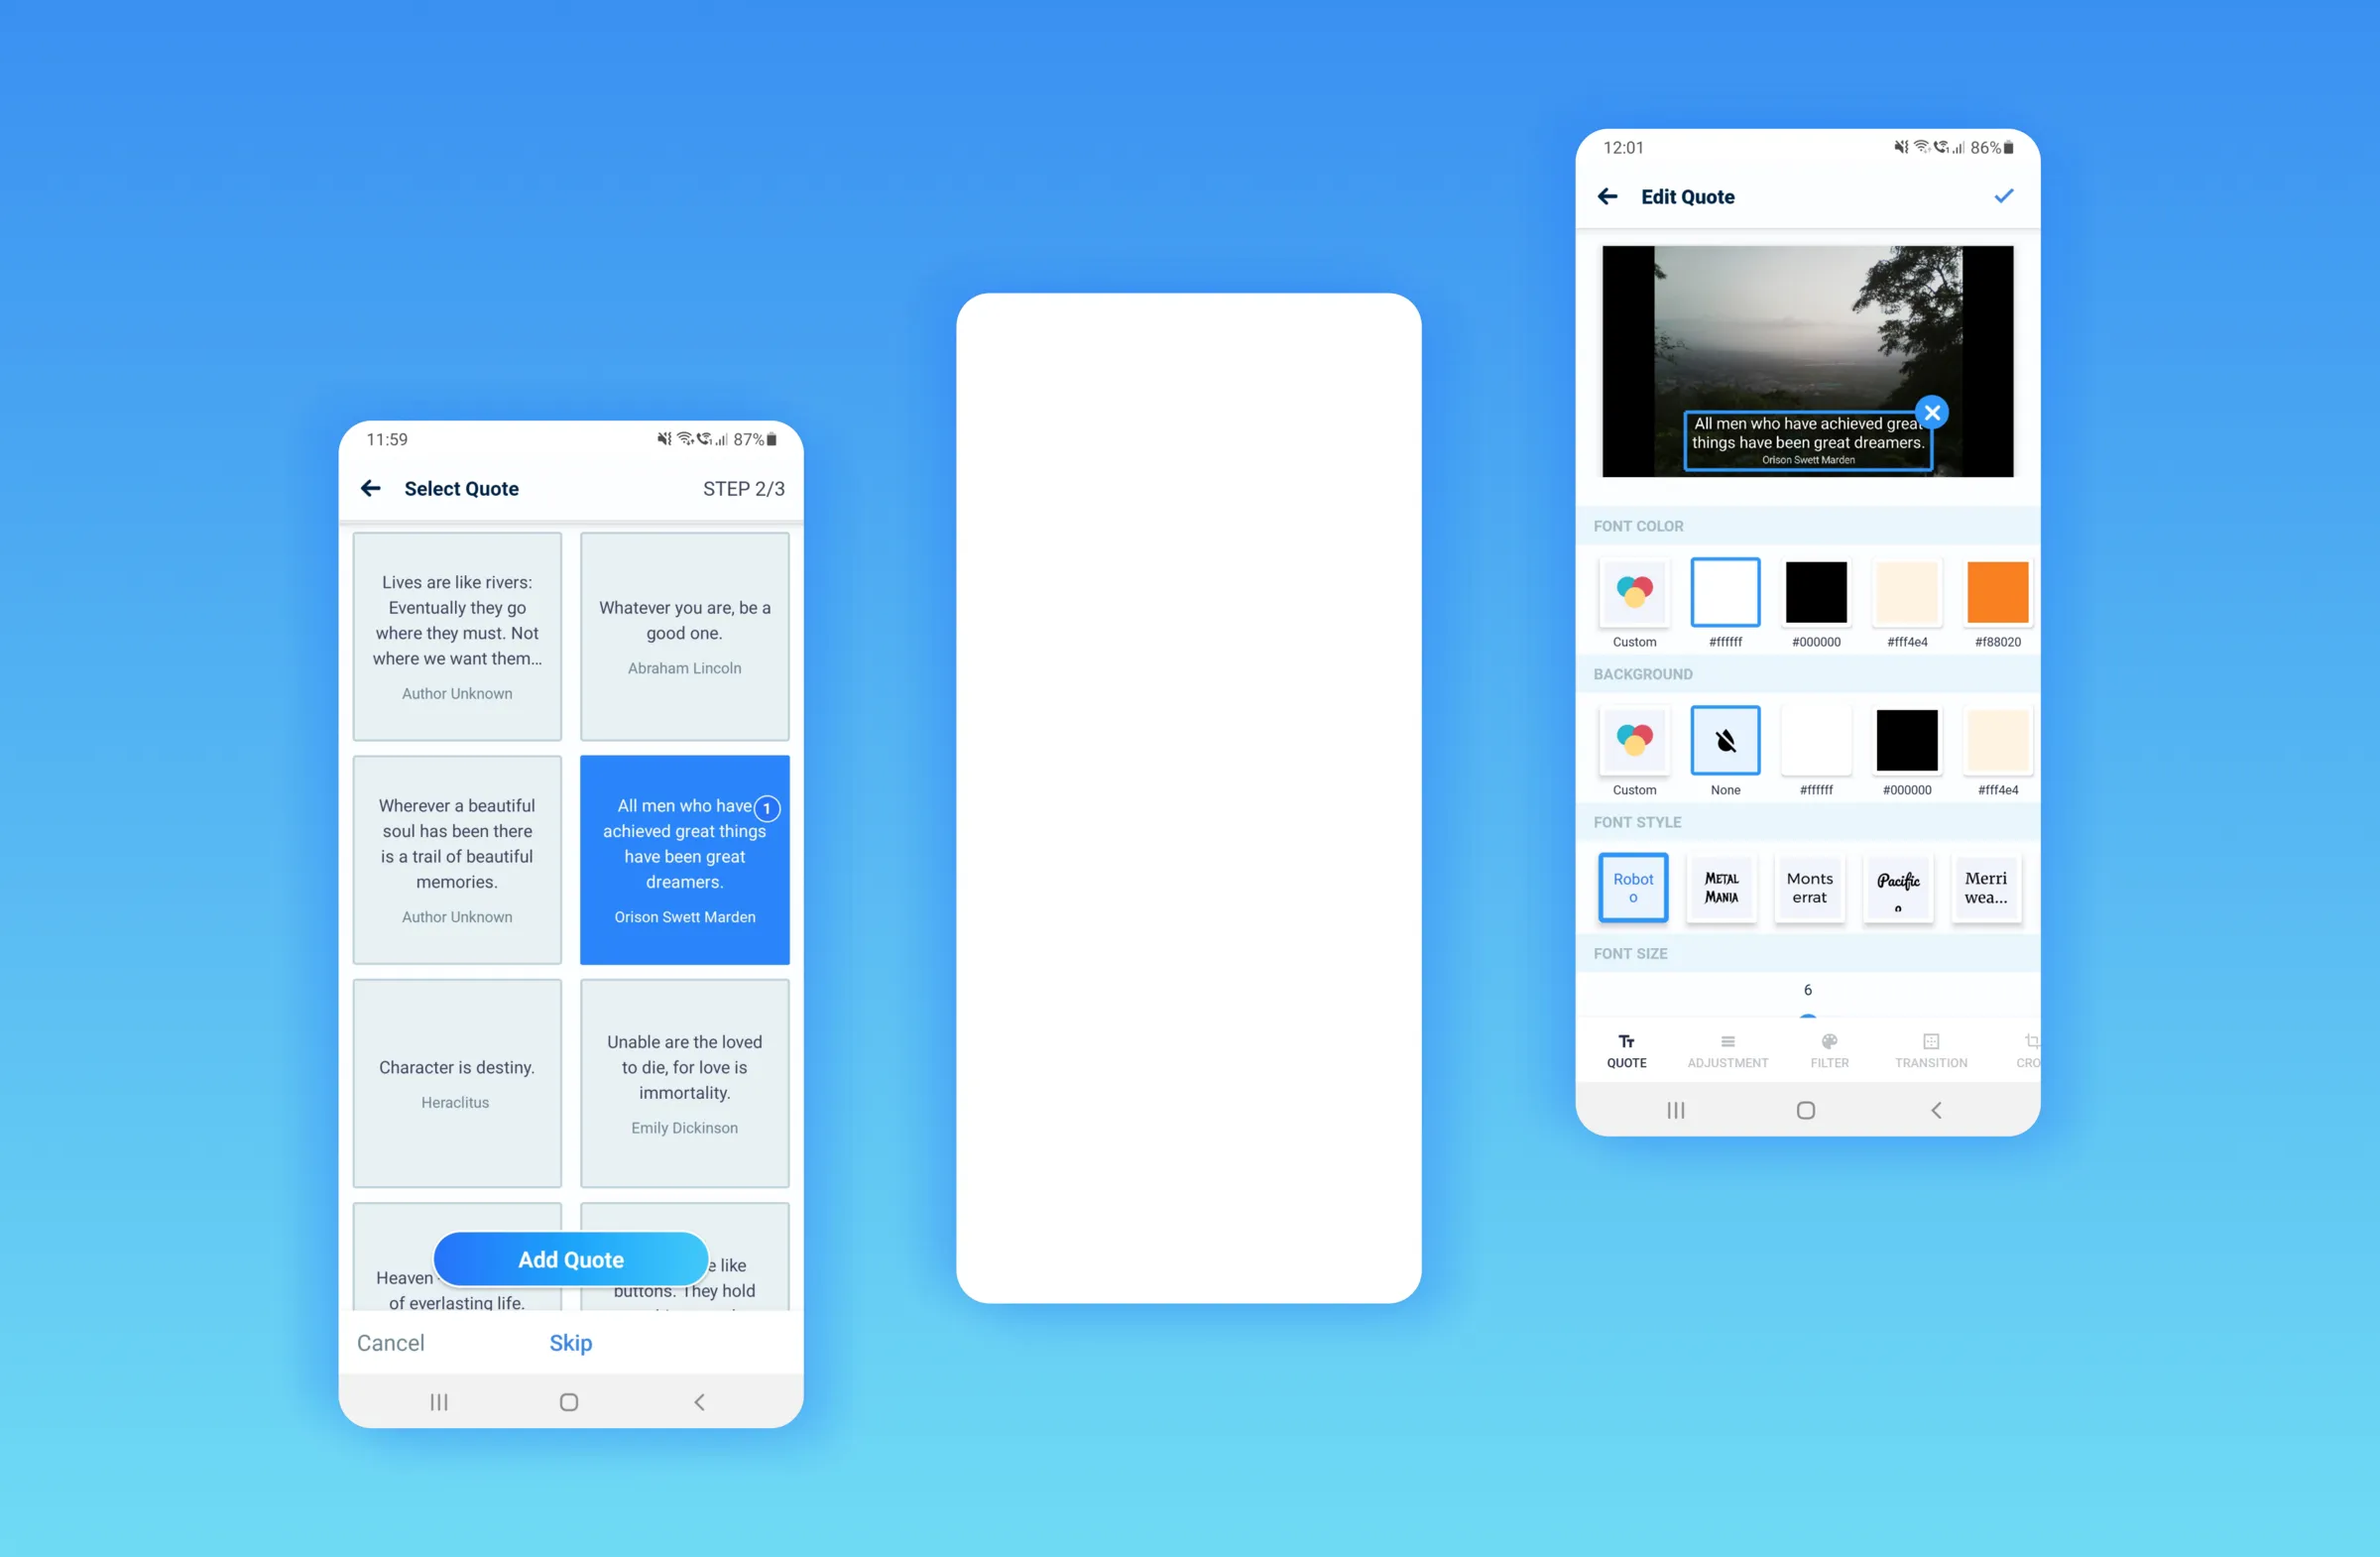 11:59
87%
Select Quote
STEP 2/3
Lives are like rivers:
Eventually they go
where they must. Not
where we want them...
Author Unknown
Whatever you are, be a
good one.
Abraham Lincoln
Wherever a beautiful
soul has been there
is a trail of beautiful
memories.
Author Unknown
All men who have
1
achieved great things
have been great
dreamers.
Orison Swett Marden
Character is destiny.
Heraclitus
Unable are the loved
to die, for love is
immortality.
Emily Dickinson
Heaven
of everlasting life.
e like
buttons. They hold
Add Quote
Cancel
Skip
12:01
86%
Edit Quote
All men who have achieved great
things have been great dreamers.
Orison Swett Marden
FONT COLOR
Custom
#ffffff
#000000
#fff4e4
#f88020
BACKGROUND
Custom
None
#ffffff
#000000
#fff4e4
FONT STYLE
Robot
o
METAL
MANIA
Monts
errat
Pacific
o
Merri
wea...
FONT SIZE
6
Tт
QUOTE
ADJUSTMENT
FILTER
TRANSITION
CRO